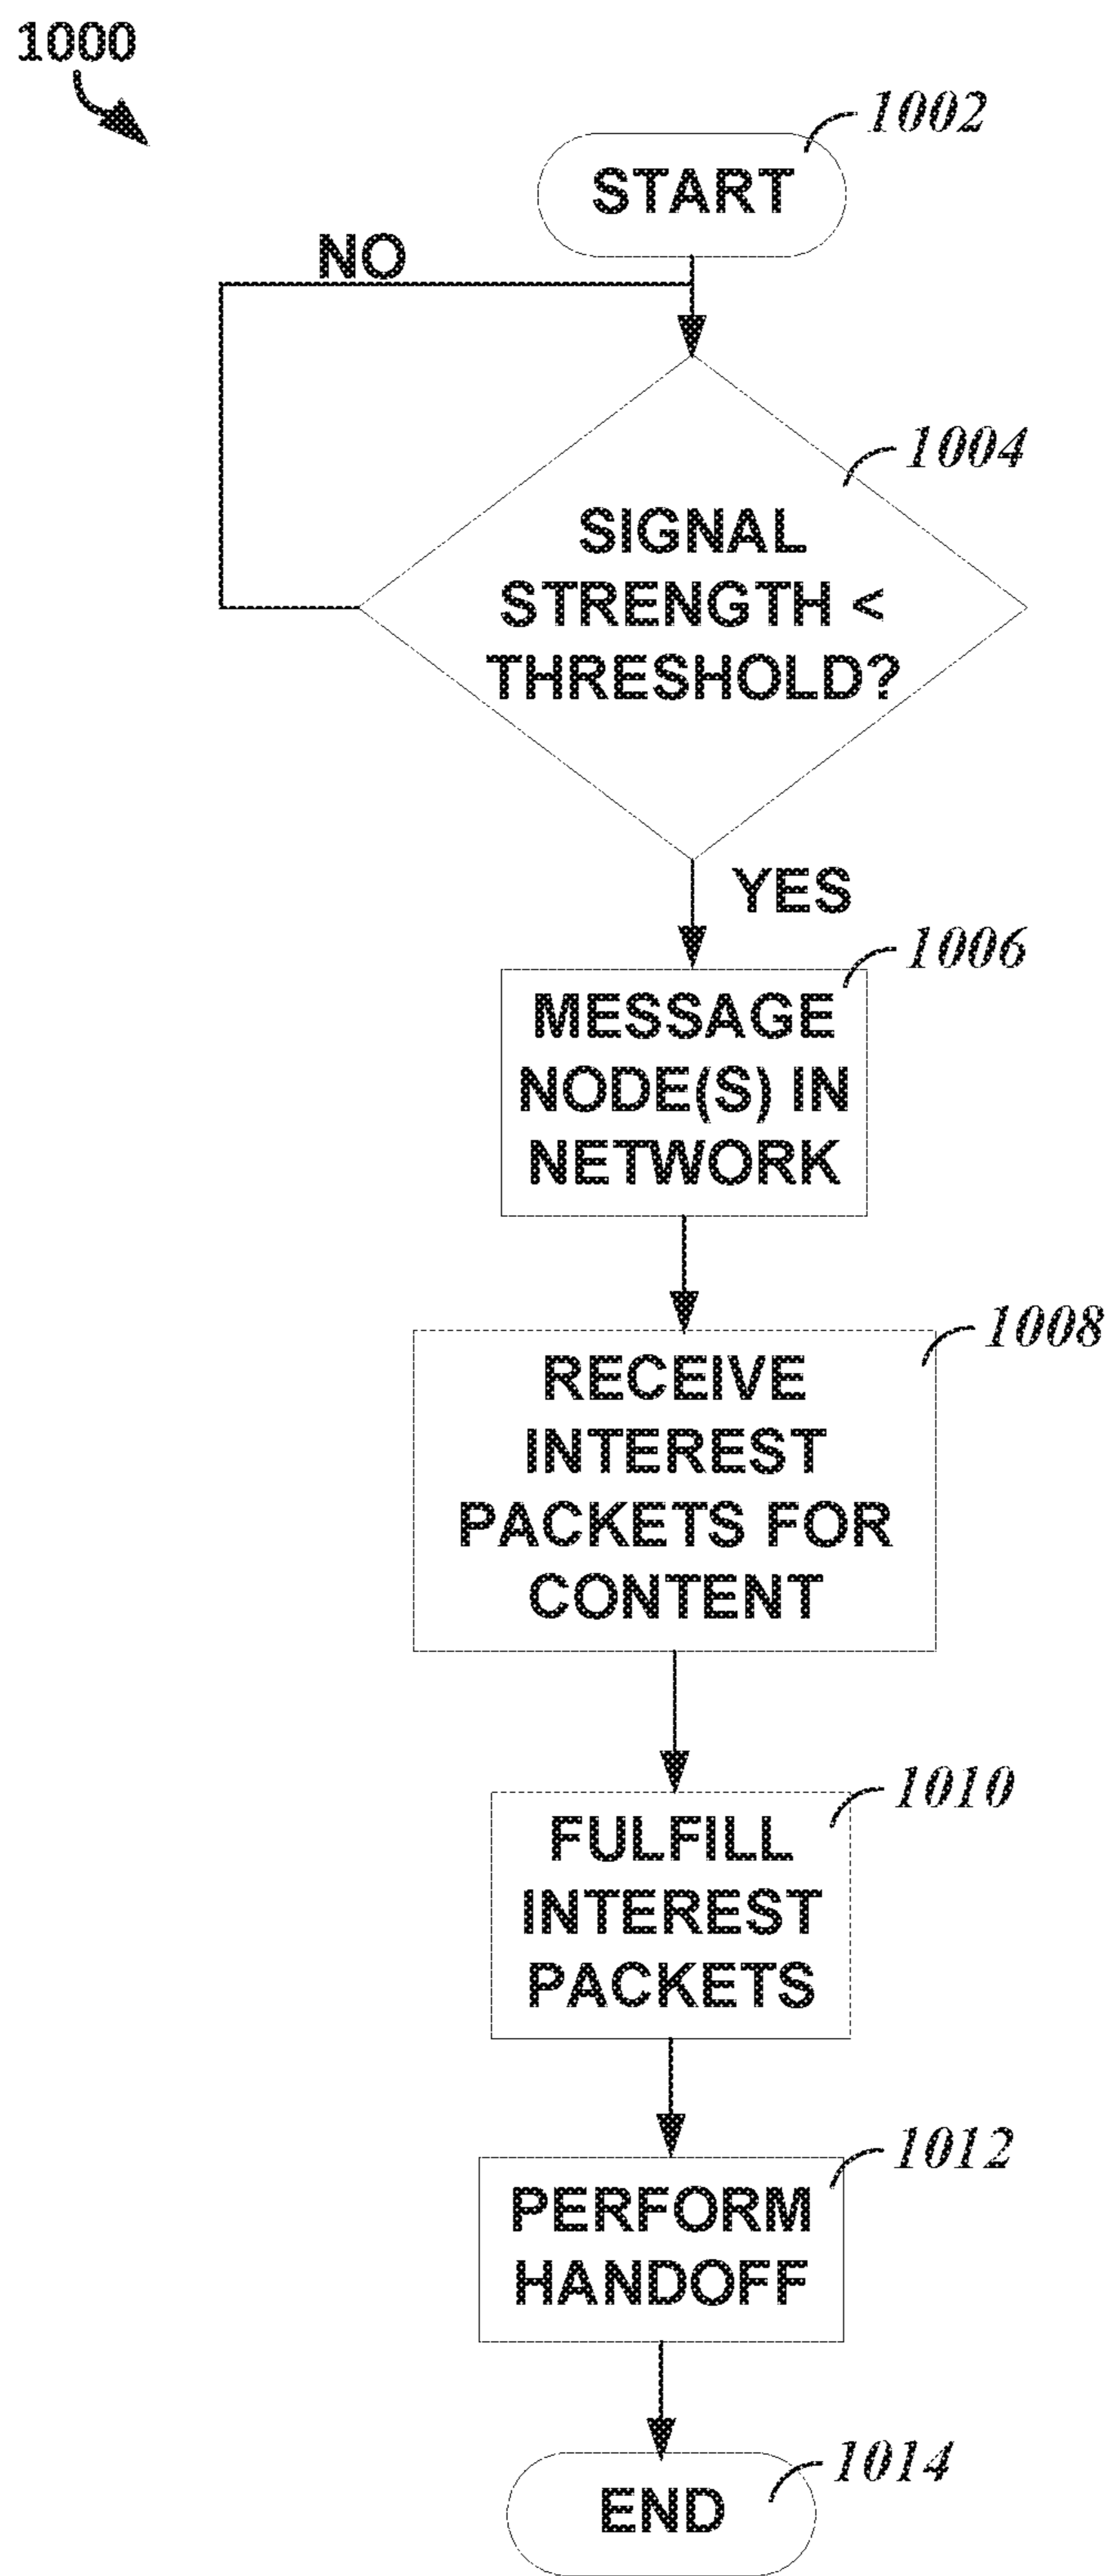 1000
1002
START
NO
1004
SIGNAL
STRENGTH <
THRESHOLD?
YES
1006
MESSAGE
NODE(S) IN
NETWORK
1008
RECEIVE
INTEREST
PACKETS FOR
CONTENT
1010
FULFILL
INTEREST
PACKETS
1012
PERFORM
HANDOFF
1014
END